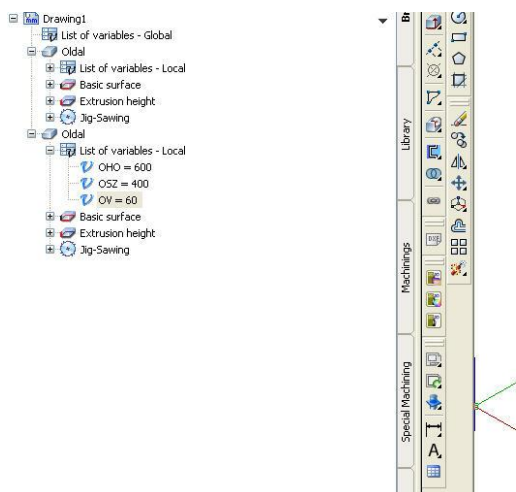 Drawing1
List of variables - Global
Oldal
List of variables - Local
Basic surface
Extrusion height
Jig-Sawing
Oldal
List of variables - Local
OHO = 600
OSZ = 400
OV = 60
Basic surface
Extrusion height
Jig-Sawing
Library
Machinings
Special Machining
DXF
A